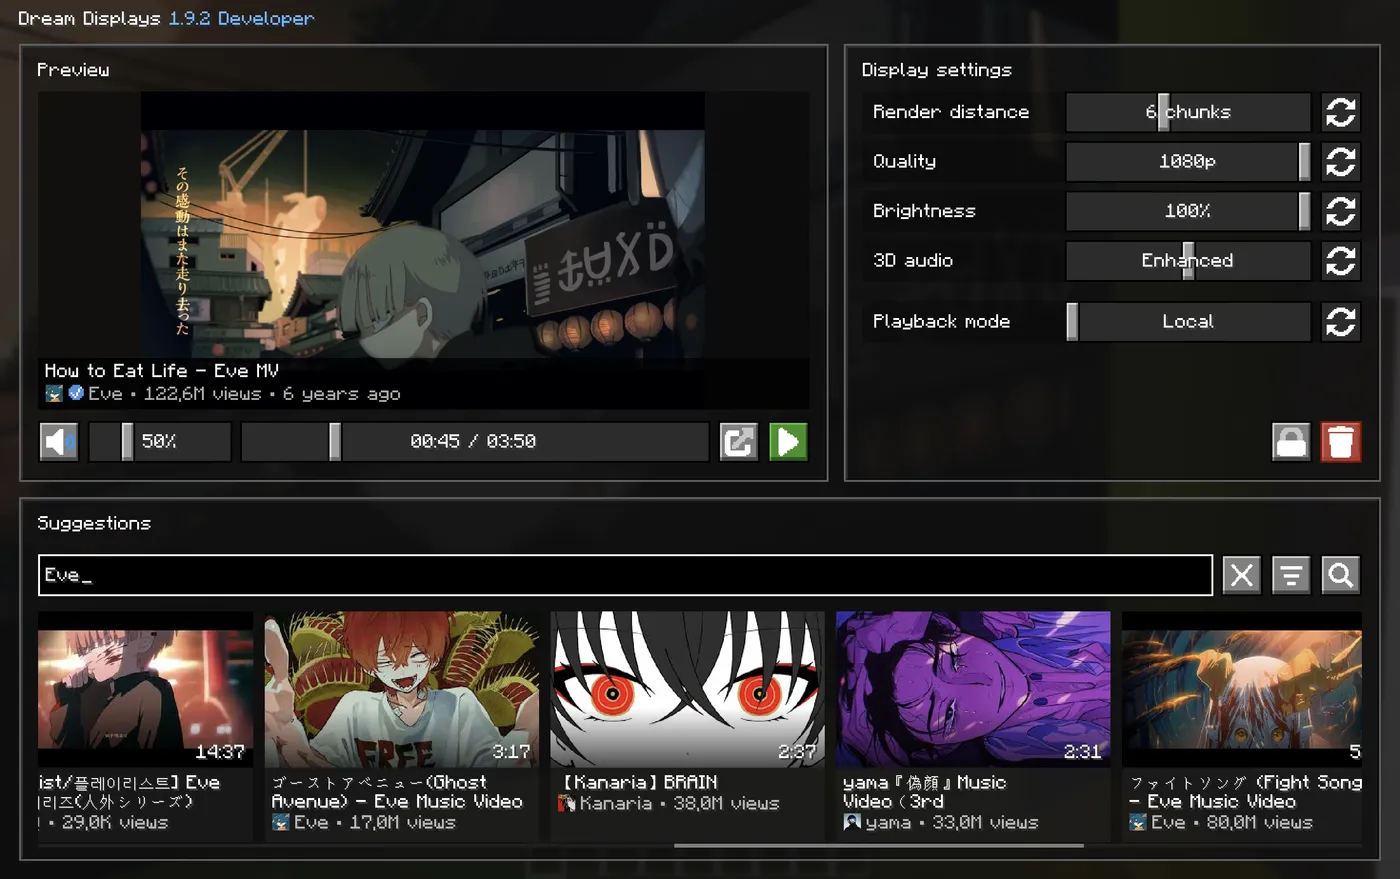 Dream Displays 1.9.2 Developer
Preview
その感動はまた走り去った
How to Eat Life - Eve MV
Eve • 122,6M views • 6 years ago
50%
00:45 / 03:50
Display settings
Render distance
6 chunks
Quality
1080p
Brightness
100%
3D audio
Enhanced
Playback mode
Local
Suggestions
Eve_
14:37
ist/플레이리스트] Eve
리즈(人外シリーズ)
• 29,0K views
FREE
3:17
ゴーストアベニュー(Ghost
Avenue) - Eve Music Video
Eve • 17,0M views
2:37
【Kanaria】BRAIN
Kanaria • 38,0M views
2:31
yama『偽顔』Music
Video (3rd
yama • 33,0M views
5
ファイトソング (Fight Song
- Eve Music Video
Eve • 80,0M views